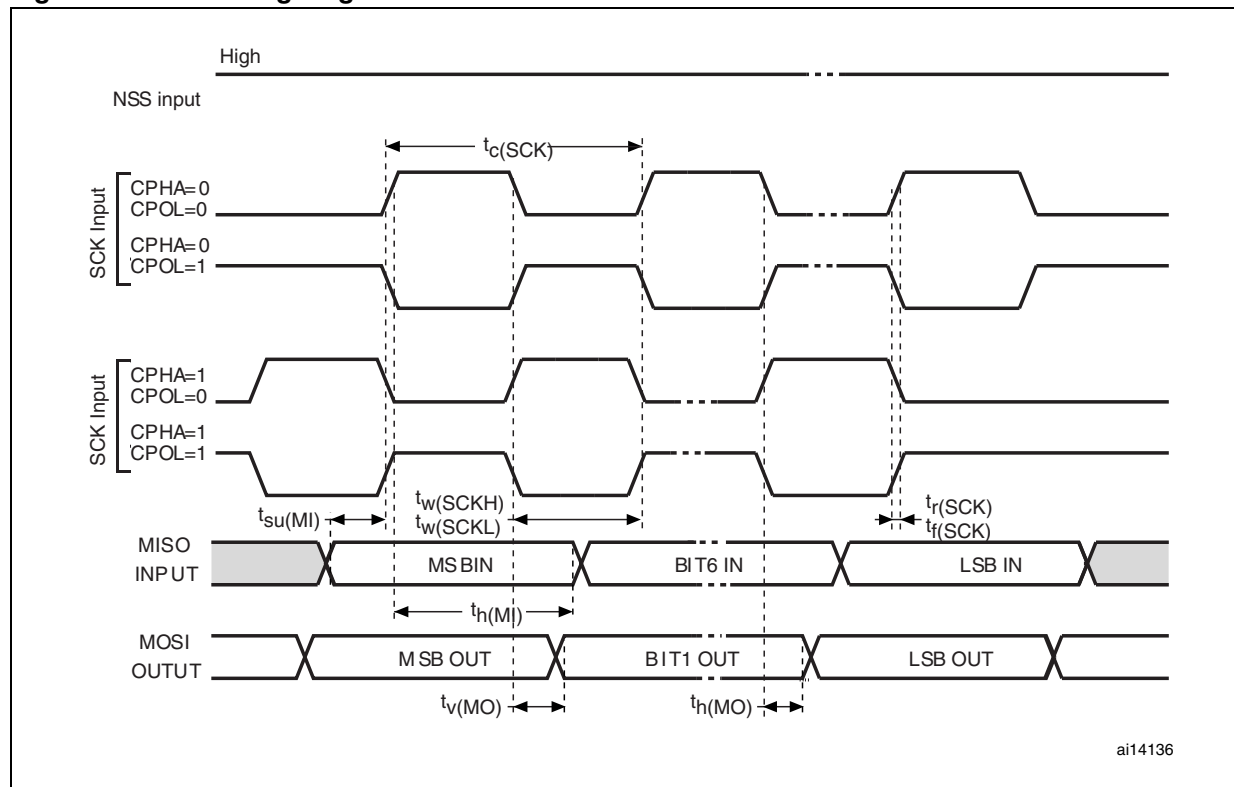 High
NSS input
tc(SCK)
SCK Input
CPHA=0
CPOL=0
CPHA=0
CPOL=1
SCK Input
CPHA=1
CPOL=0
CPHA=1
CPOL=1
tsu(MI)
tw(SCKH)
tw(SCKL)
tr(SCK)
tf(SCK)
MISO
INPUT
MSBIN
BIT6 IN
LSB IN
th(MI)
MOSI
OUTUT
MSB OUT
BIT1 OUT
LSB OUT
tv(MO)
th(MO)
ai14136